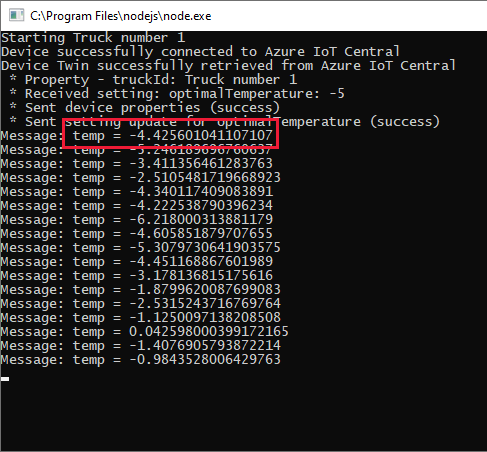 C:\Program Files\nodejs\node.exe
Starting Truck number 1
Device successfully connected to Azure IoT Central
Device Twin successfully retrieved from Azure IoT Central
* Property - truckId: Truck number 1
* Received setting: optimalTemperature: -5
* Sent device properties (success)
* Sent setting update for optimalTemperature (success)
Message: temp = -4.425601041107107
Message: temp = -5.246189696760637
Message: temp = -3.411356461283763
Message: temp = -2.5105481719668923
Message: temp = -4.340117409083891
Message: temp = -4.222538790396234
Message: temp = -6.218000313881179
Message: temp = -4.605851879707655
Message: temp = -5.3079730641903575
Message: temp = -4.451168867601989
Message: temp = -3.178136815175616
Message: temp = -1.8799620087699083
Message: temp = -2.5315243716769764
Message: temp = -1.1250097138208508
Message: temp = 0.042598000399172165
Message: temp = -1.4076905793872214
Message: temp = -0.9843528006429763